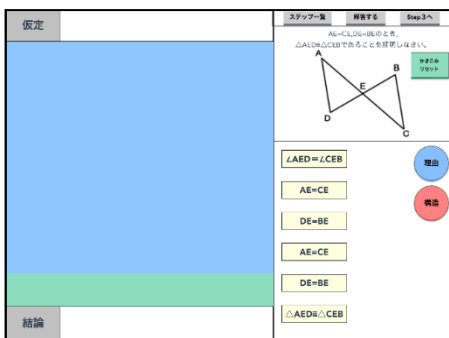 仮定
ステップ一覧
解答する
Step3へ
AE=CE,DE=BEのとき、
△AED≡△CEBであることを証明しなさい。
かきこみ
リセット
A
B
E
D
C
∠AED=∠CEB
AE=CE
DE=BE
AE=CE
DE=BE
△AED≡△CEB
理由
構造
結論